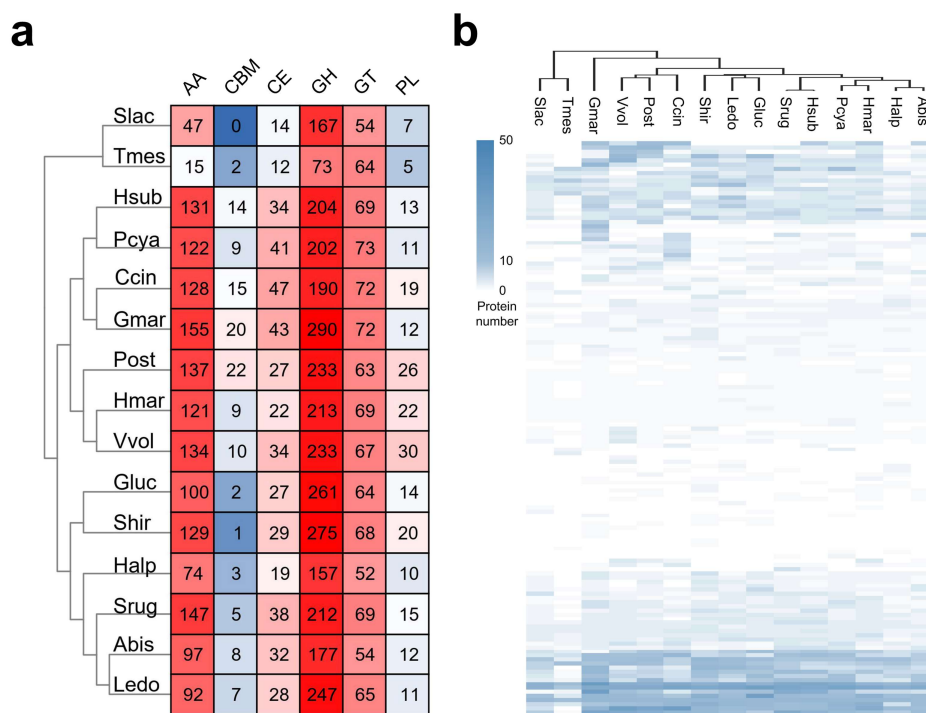 a
AA CBM CE GH GT PL
Slac 47 0 14 167 54 7
Tmes 15 2 12 73 64 5
Hsub 131 14 34 204 69 13
Pcya 122 9 41 202 73 11
Ccin 128 15 47 190 72 19
Gmar 155 20 43 290 72 12
Post 137 22 27 233 63 26
Hmar 121 9 22 213 69 22
Vvol 134 10 34 233 67 30
Gluc 100 2 27 261 64 14
Shir 129 1 29 275 68 20
Halp 74 3 19 157 52 10
Srug 147 5 38 212 69 15
Abis 97 8 32 177 54 12
Ledo 92 7 28 247 65 11
b
Slac Tmes Gmar Vvol Post Ccin Shir Ledo Gluc Srug Hsub Pcya Hmar Halp Abis
50
10
0
Protein
number